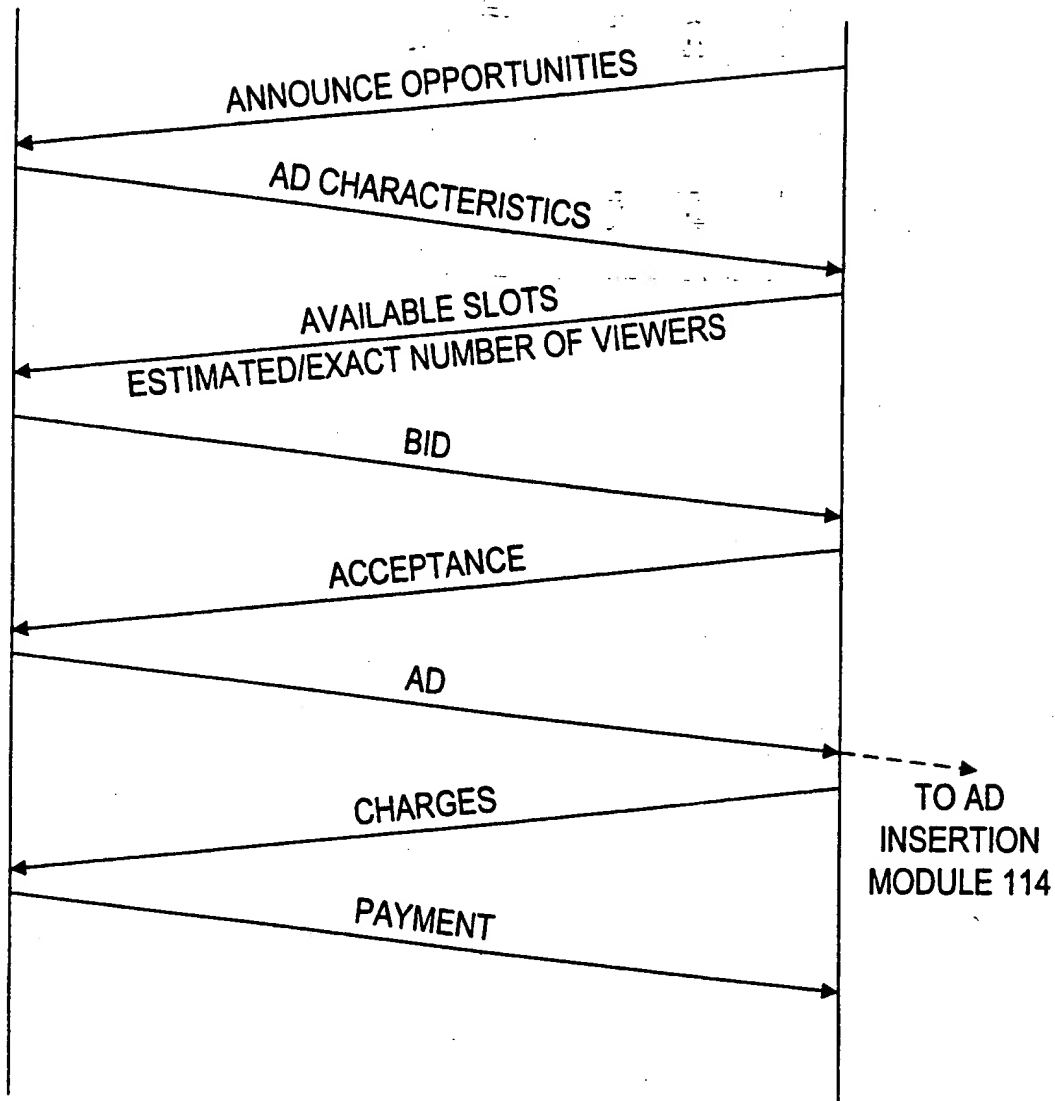 ANNOUNCE OPPORTUNITIES
AD CHARACTERISTICS
AVAILABLE SLOTS
ESTIMATED/EXACT NUMBER OF VIEWERS
BID
ACCEPTANCE
AD
TO AD
INSERTION
MODULE 114
CHARGES
PAYMENT